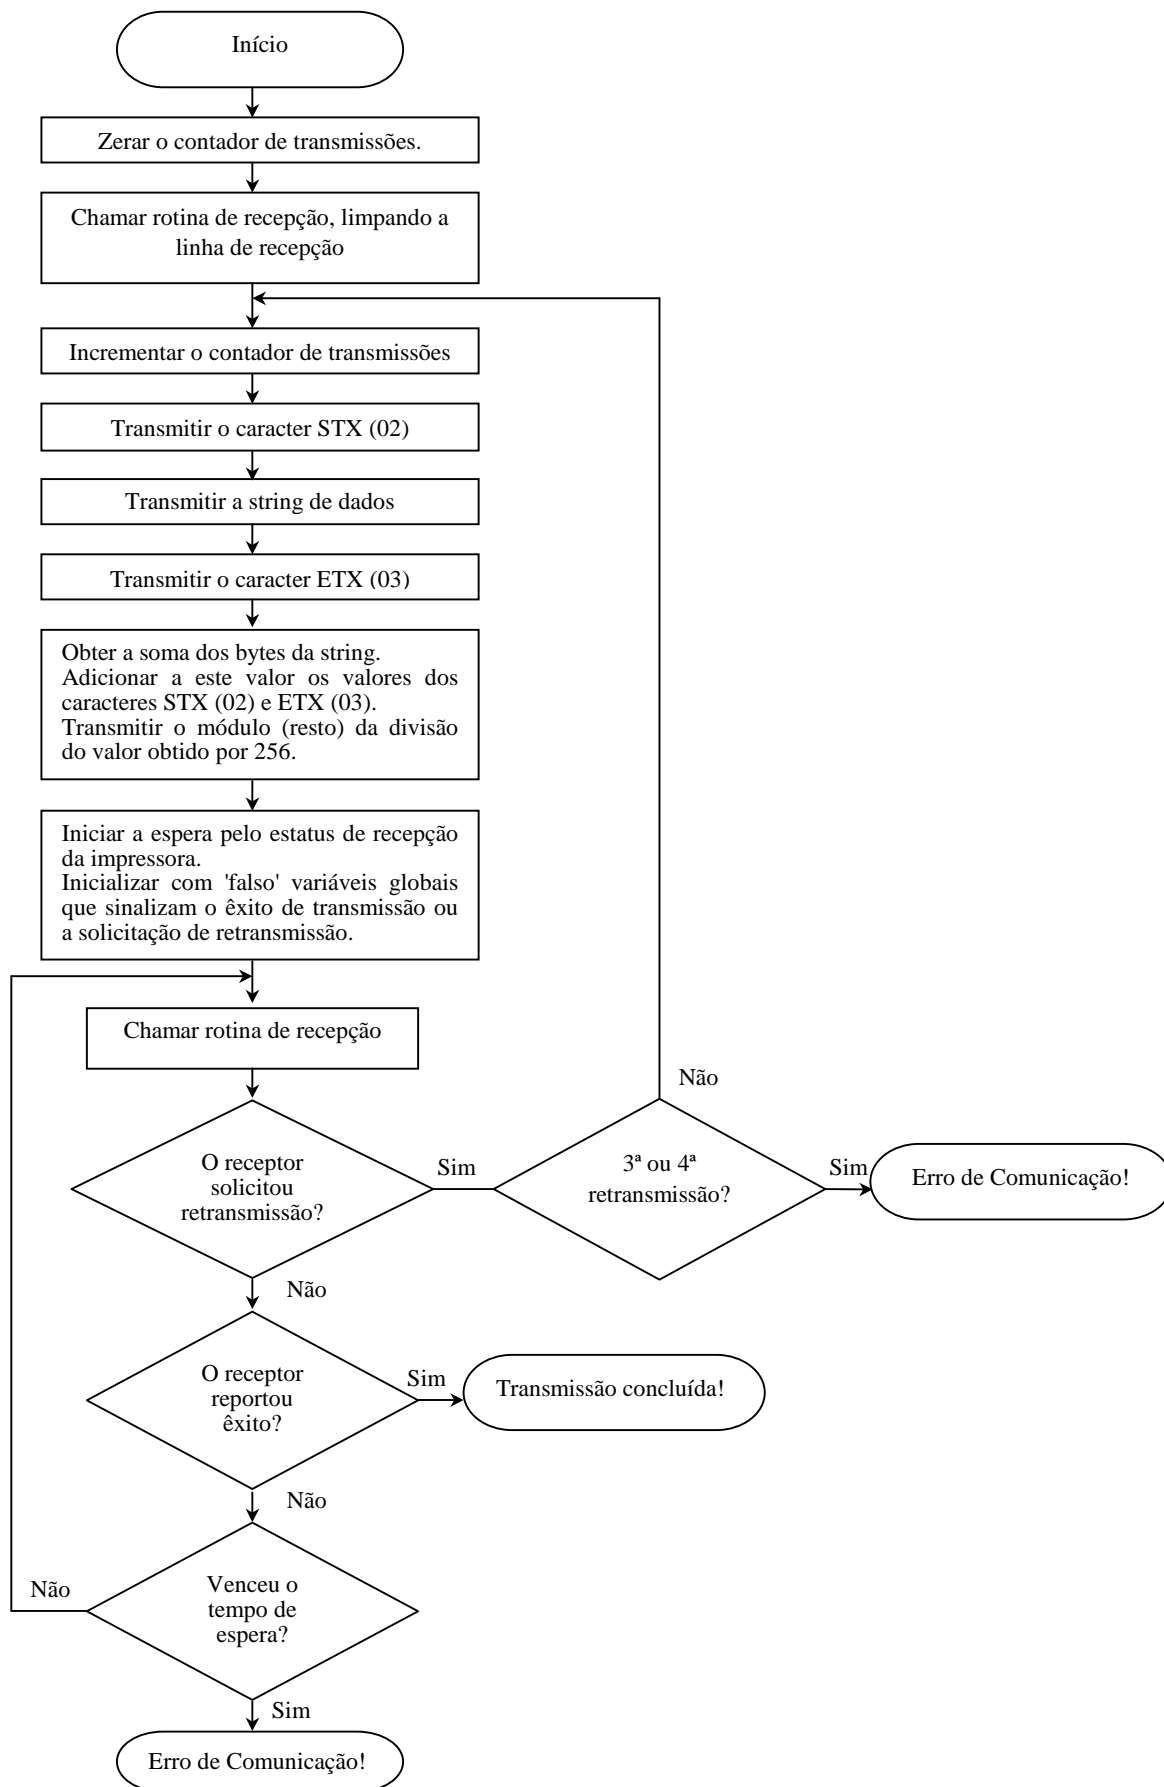 Início
Zerar o contador de transmissões.
Chamar rotina de recepção, limpando a
linha de recepção
Incrementar o contador de transmissões
Transmitir o caracter STX (02)
Transmitir a string de dados
Transmitir o caracter ETX (03)
Obter a soma dos bytes da string.
Adicionar a este valor os valores dos
caracteres STX (02) e ETX (03).
Transmitir o módulo (resto) da divisão
do valor obtido por 256.
Iniciar a espera pelo estatus de recepção
da impressora.
Inicializar com 'falso' variáveis globais
que sinalizam o êxito de transmissão ou
a solicitação de retransmissão.
Chamar rotina de recepção
O receptor
solicitou
retransmissão?
Sim
Não
3ª ou 4ª
retransmissão?
Sim
Erro de Comunicação!
Não
O receptor
reportou
êxito?
Sim
Transmissão concluída!
Não
Venceu o
tempo de
espera?
Não
Sim
Erro de Comunicação!